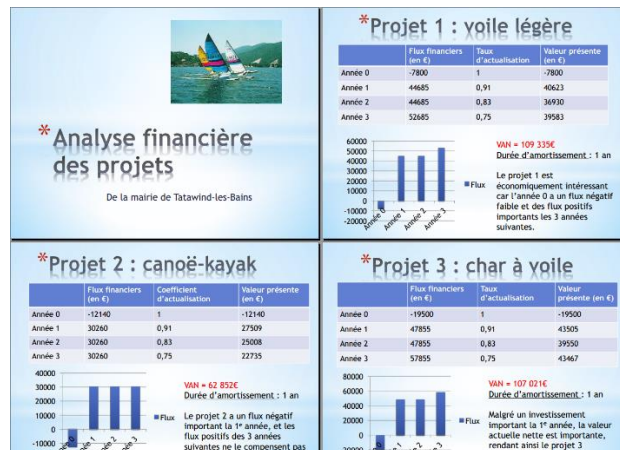 *Analyse financière
des projets
De la mairie de Tatawind-les-Bains
*Projet 1 : voile légère
Flux financiers (en €) Taux d'actualisation Valeur présente (en €)
Année 0 -7800 1 -7800
Année 1 44685 0,91 40623
Année 2 44685 0,83 36930
Année 3 52685 0,75 39583
60000
50000
40000
30000
20000
10000
0
-10000
-20000
Année 0 Année 1 Année 2 Année 3
Flux
VAN = 109 335€
Durée d'amortissement : 1 an
Le projet 1 est
économiquement intéressant
car l'année 0 a un flux négatif
faible et des flux positifs
importants les 3 années
suivantes.
*Projet 2 : canoë-kayak
Flux financiers (en €) Coefficient d'actualisation Valeur présente (en €)
Année 0 -12140 1 -12140
Année 1 30260 0,91 27509
Année 2 30260 0,83 25008
Année 3 30260 0,75 22735
40000
30000
20000
10000
0
-10000
Année 1 Année 2 Année 3
Flux
VAN = 62 852€
Durée d'amortissement : 1 an
Le projet 2 a un flux négatif
important la 1e année, et les
flux positifs des 3 années
suivantes ne le compensent pas
*Projet 3 : char à voile
Flux financiers (en €) Taux d'actualisation Valeur présente (en €)
Année 0 -19500 1 -19500
Année 1 47855 0,91 43505
Année 2 47855 0,83 39550
Année 3 57855 0,75 43467
80000
60000
40000
20000
0
Flux
VAN = 107 021€
Durée d'amortissement : 1 an
Malgré un investissement
important la 1e année, la valeur
actuelle nette est importante,
rendant ainsi le projet 3